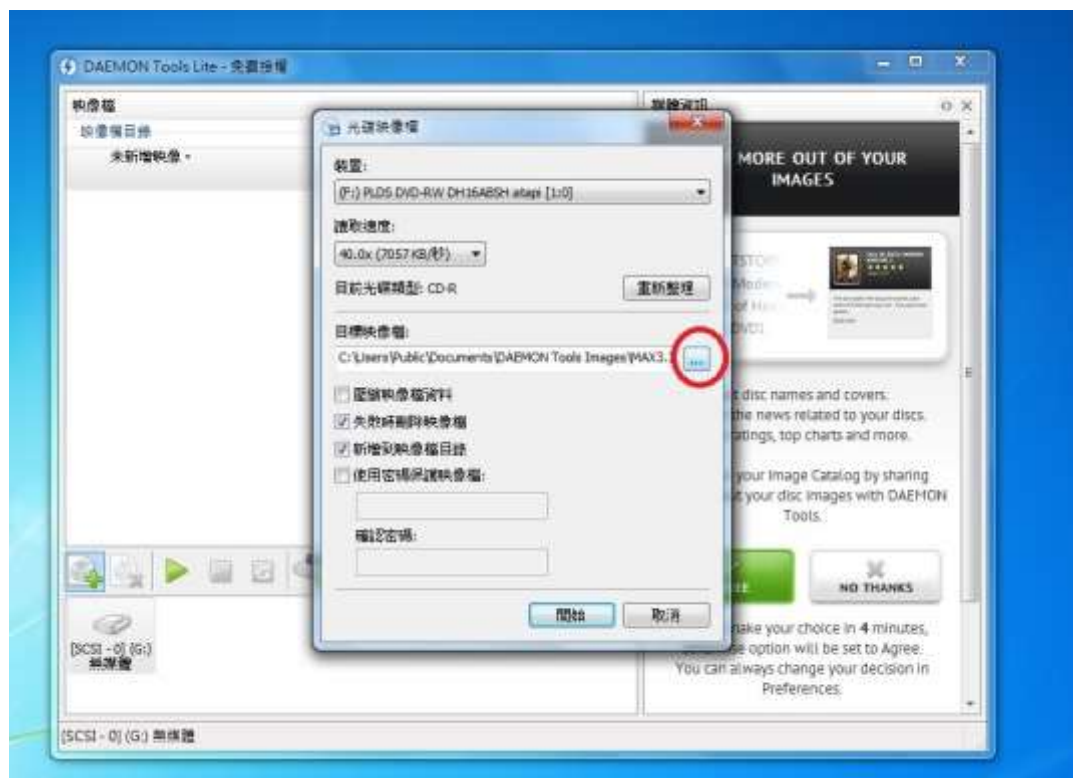 DAEMON Tools Lite - 免費授權
映像檔
映像檔目錄
未新增映像
媒體資訊
光碟映像檔
裝置:
(F:) PLDS DVD-RW DH16ABSH atapi [1:0]
讀取速度:
40.0x (7057 KB/秒)
目前光碟類型: CD-R
重新整理
目標映像檔:
C:\Users\Public\Documents\DAEMON Tools Images\MAX3.
...
壓縮映像檔資料
失敗時刪除映像檔
新增到映像檔目錄
使用密碼保護映像檔:
確認密碼:
開始
取消
MORE OUT OF YOUR
IMAGES
disc names and covers.
the news related to your discs.
ratings, top charts and more.
your Image Catalog by sharing
your disc images with DAEMON
Tools.
NO THANKS
make your choice in 4 minutes,
option will be set to Agree.
You can always change your decision in
Preferences.
[SCSI - 0] (G:)
無媒體
[SCSI - 0] (G:) 無媒體